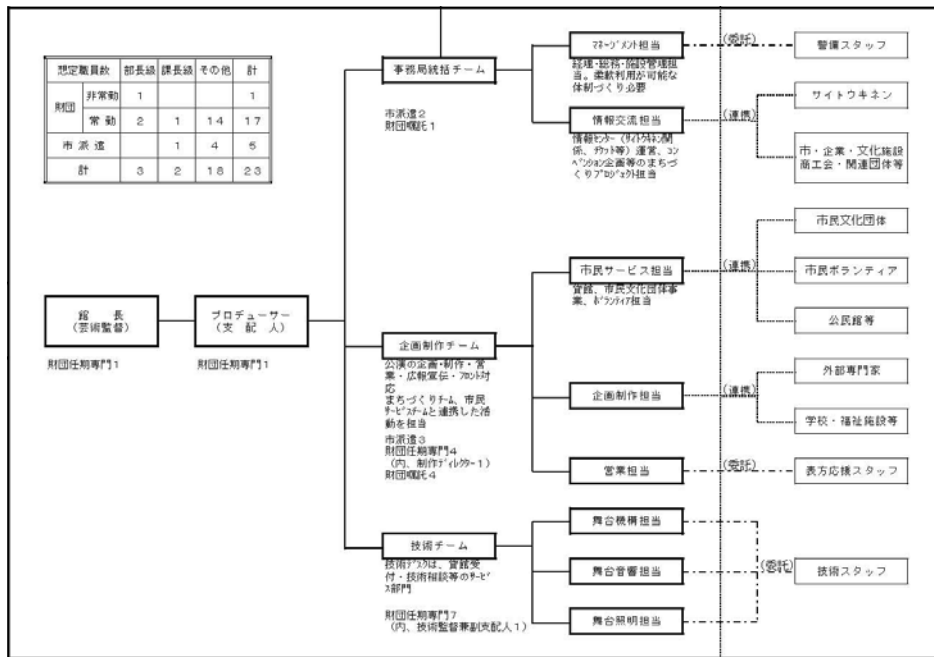 想定職員数 部長級 課長級 その他 計
財団 非常勤 1 1
常勤 2 1 14 17
市派遣 1 4 5
計 3 2 18 23
館長
(芸術監督)
財団任期専門1
プロデューサー
(支配人)
財団任期専門1
事務局統括チーム
市派遣2
財団嘱託1
企画制作チーム
公演の企画・制作・営
業・広報宣伝・フロント対
応
まちづくりチーム、市民
サービスチームと連携した活
動を担当
市派遣3
財団任期専門4
(内、制作ディレクター1)
財団嘱託4
技術チーム
技術デスクは、貸館受
付・技術相談等のサービ
ス部門
財団任期専門7
(内、技術監督兼副支配人1)
マネージメント担当
経理・総務・施設管理担
当。柔軟利用が可能な
体制づくり必要
情報交流担当
情報センター(サイトウキネン関
係、チケット等)運営、コン
ベンション企画等のまちづ
くりプロジェクト担当
市民サービス担当
貸館、市民文化団体事
業、ボランティア担当
企画制作担当
営業担当
舞台機構担当
舞台音響担当
舞台照明担当
(委託)
(連携)
(連携)
(連携)
(委託)
(委託)
警備スタッフ
サイトウキネン
市・企業・文化施設
商工会・関連団体等
市民文化団体
市民ボランティア
公民館等
外部専門家
学校・福祉施設等
表方応援スタッフ
技術スタッフ